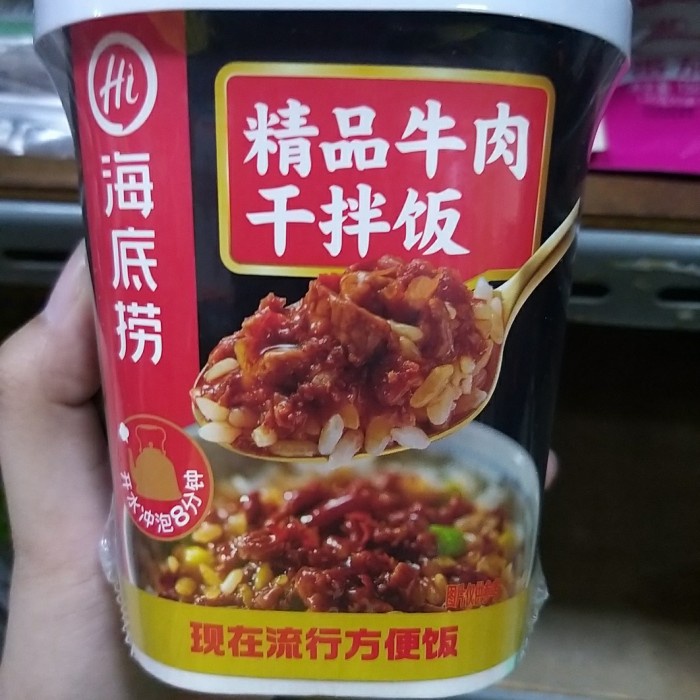 Hi
海底捞
精品牛肉
干拌饭
开水冲泡8分钟
现在流行方便饭